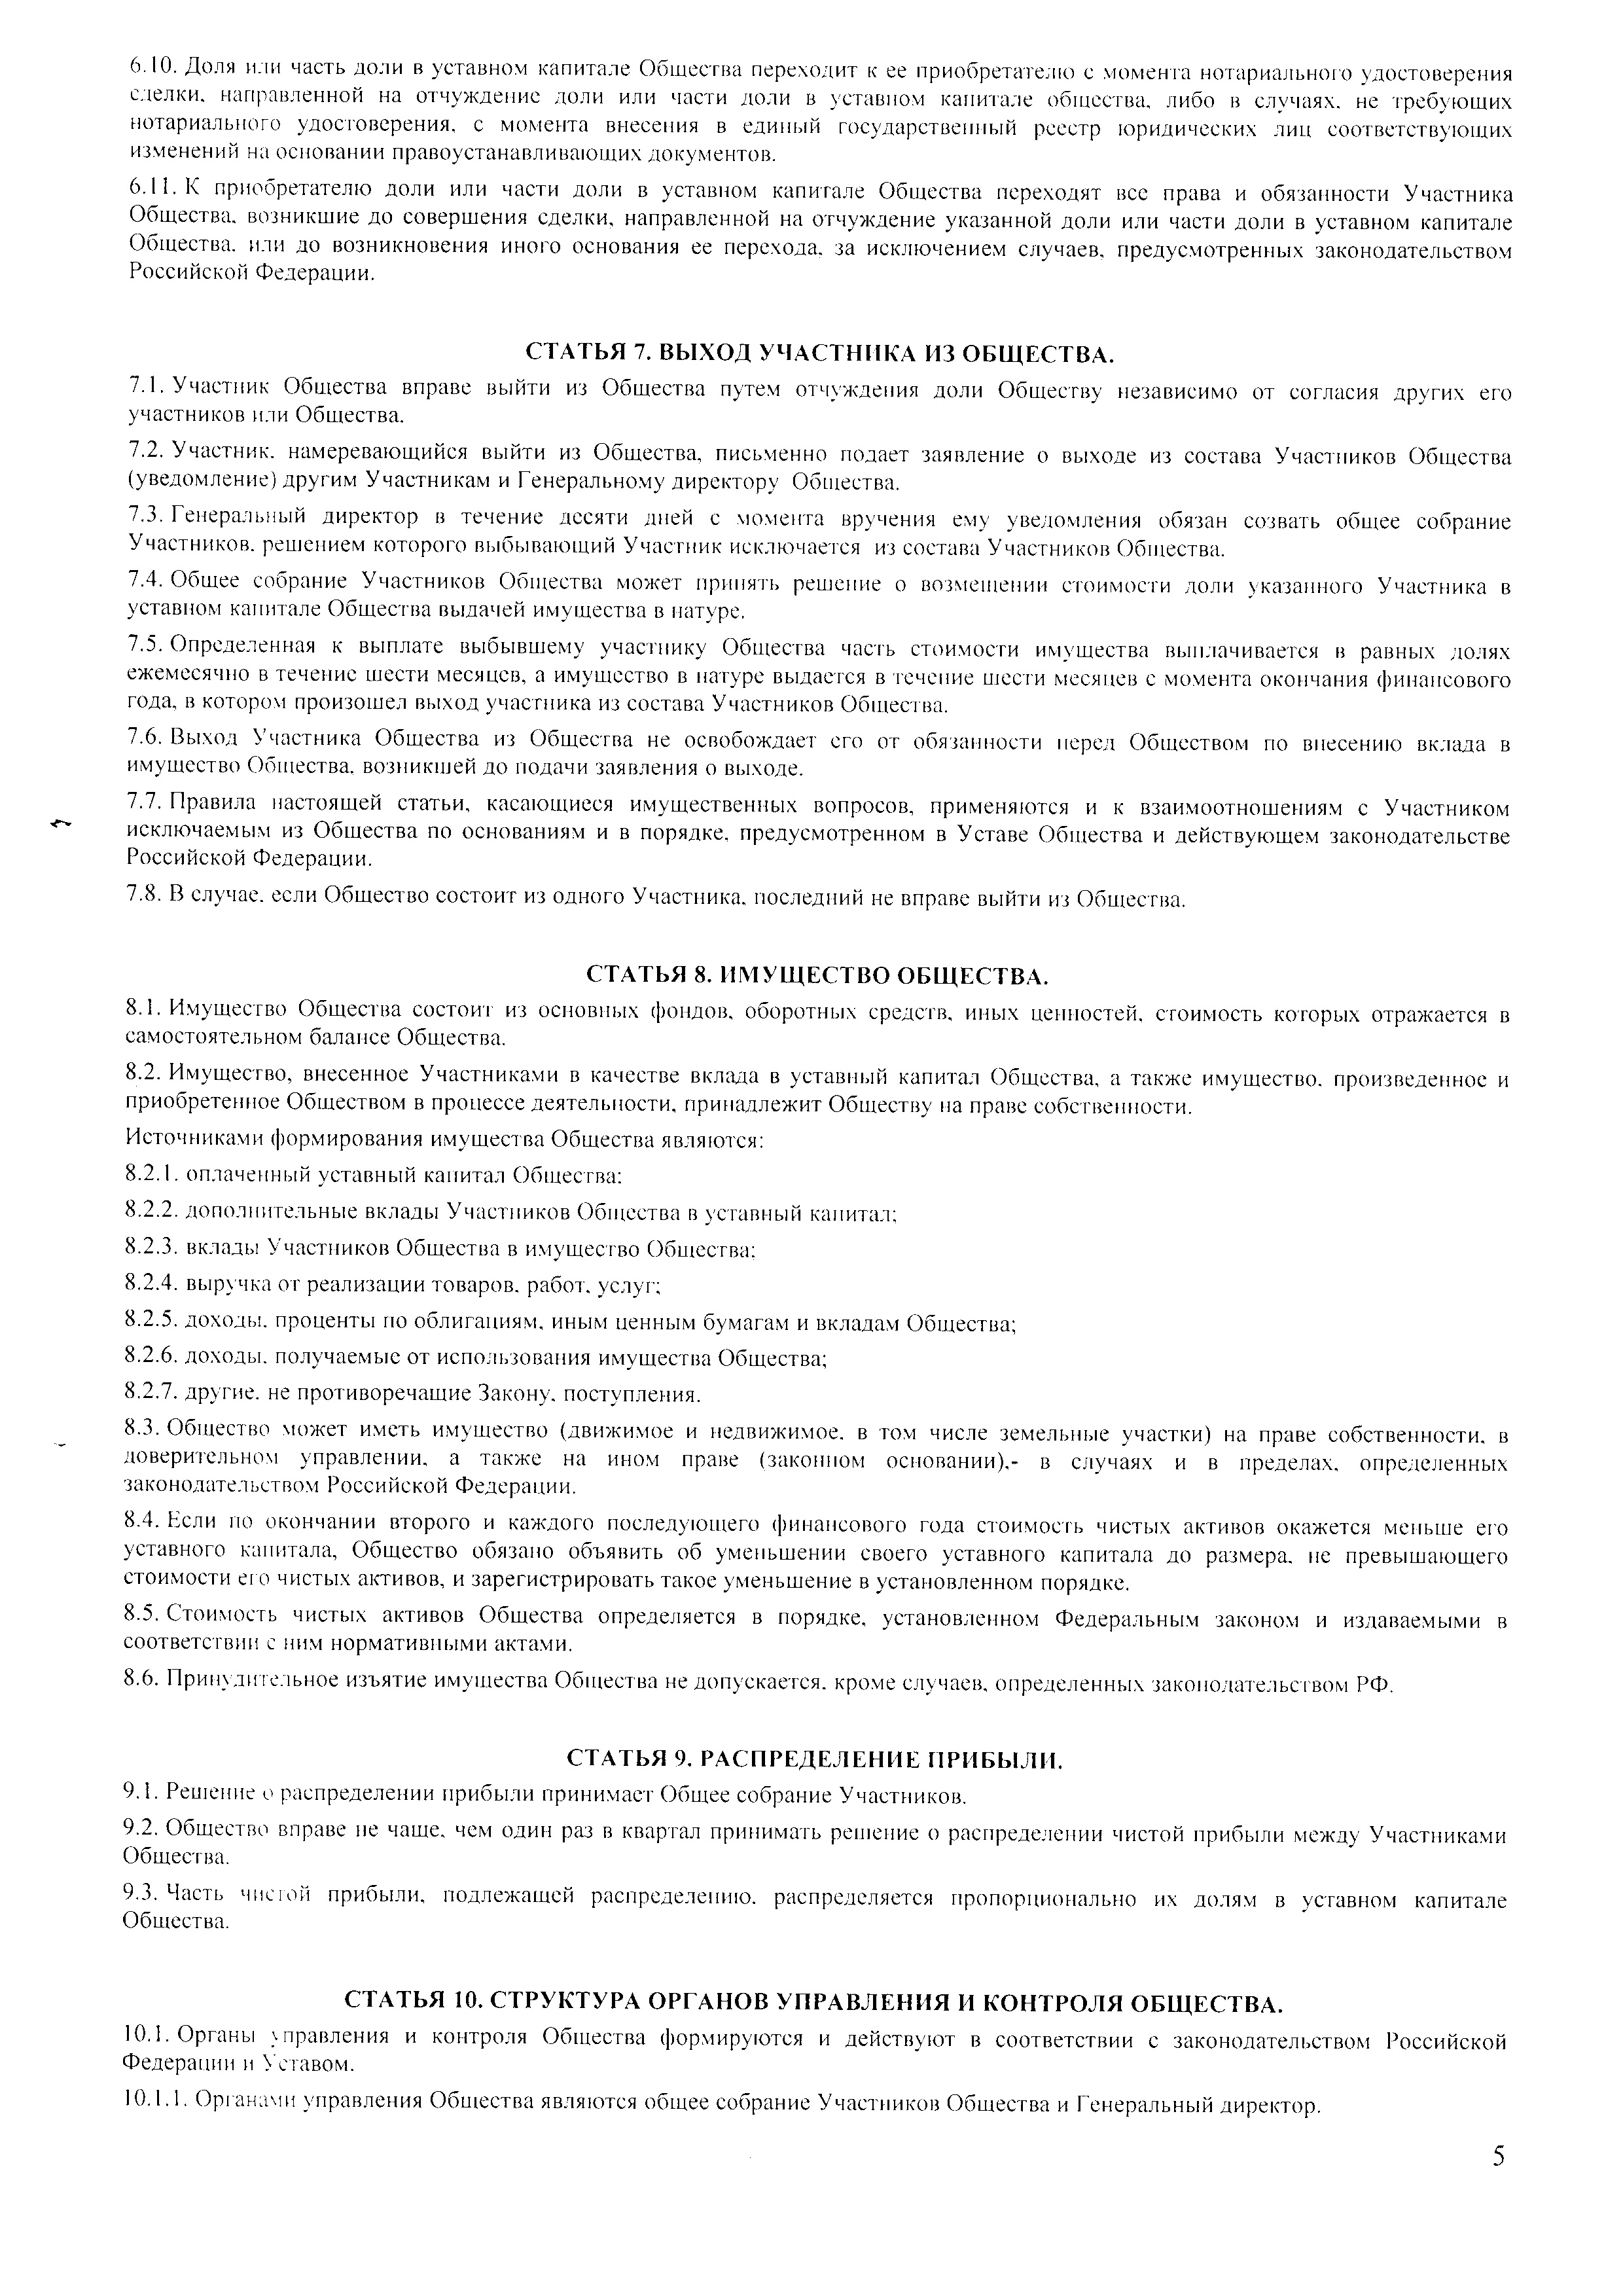 6.10. Доля или часть доли в уставном капитале Общества переходит к ее приобретателю с момента нотариального удостоверения
сделки, направленной на отчуждение доли или части доли в уставном капитале общества, либо в случаях, не требующих
нотариального удостоверения, с момента внесения в единый государственный реестр юридических лиц соответствующих
изменений на основании правоустанавливающих документов.
6.11. К приобретателю доли или части доли в уставном капитале Общества переходят все права и обязанности Участника
Общества, возникшие до совершения сделки, направленной на отчуждение указанной доли или части доли в уставном капитале
Общества, или до возникновения иного основания ее перехода, за исключением случаев, предусмотренных законодательством
Российской Федерации.
СТАТЬЯ 7. ВЫХОД УЧАСТНИКА ИЗ ОБЩЕСТВА.
7.1. Участник Общества вправе выйти из Общества путем отчуждения доли Обществу независимо от согласия других его
участников или Общества.
7.2. Участник, намеревающийся выйти из Общества, письменно подает заявление о выходе из состава Участников Общества
(уведомление) другим Участникам и Генеральному директору Общества.
7.3. Генеральный директор в течение десяти дней с момента вручения ему уведомления обязан созвать общее собрание
Участников, решением которого выбывающий Участник исключается из состава Участников Общества.
7.4. Общее собрание Участников Общества может принять решение о возмещении стоимости доли указанного Участника в
уставном капитале Общества выдачей имущества в натуре.
7.5. Определенная к выплате выбывшему участнику Общества часть стоимости имущества выплачивается в равных долях
ежемесячно в течение шести месяцев, а имущество в натуре выдается в течение шести месяцев с момента окончания финансового
года, в котором произошел выход участника из состава Участников Общества.
7.6. Выход Участника Общества из Общества не освобождает его от обязанности перед Обществом по внесению вклада в
имущество Общества, возникшей до подачи заявления о выходе.
7.7. Правила настоящей статьи, касающиеся имущественных вопросов, применяются и к взаимоотношениям с Участником
исключаемым из Общества по основаниям и в порядке, предусмотренном в Уставе Общества и действующем законодательстве
Российской Федерации.
7.8. В случае, если Общество состоит из одного Участника, последний не вправе выйти из Общества.
СТАТЬЯ 8. ИМУЩЕСТВО ОБЩЕСТВА.
8.1. Имущество Общества состоит из основных фондов, оборотных средств, иных ценностей, стоимость которых отражается в
самостоятельном балансе Общества.
8.2. Имущество, внесенное Участниками в качестве вклада в уставный капитал Общества, а также имущество, произведенное и
приобретенное Обществом в процессе деятельности, принадлежит Обществу на праве собственности.
Источниками формирования имущества Общества являются:
8.2.1. оплаченный уставный капитал Общества;
8.2.2. дополнительные вклады Участников Общества в уставный капитал;
8.2.3. вклады Участников Общества в имущество Общества;
8.2.4. выручка от реализации товаров, работ, услуг;
8.2.5. доходы, проценты по облигациям, иным ценным бумагам и вкладам Общества;
8.2.6. доходы, получаемые от использования имущества Общества;
8.2.7. другие, не противоречащие Закону, поступления.
8.3. Общество может иметь имущество (движимое и недвижимое, в том числе земельные участки) на праве собственности, в
доверительном управлении, а также на ином праве (законном основании),- в случаях и в пределах, определенных
законодательством Российской Федерации.
8.4. Если по окончании второго и каждого последующего финансового года стоимость чистых активов окажется меньше его
уставного капитала, Общество обязано объявить об уменьшении своего уставного капитала до размера, не превышающего
стоимости его чистых активов, и зарегистрировать такое уменьшение в установленном порядке.
8.5. Стоимость чистых активов Общества определяется в порядке, установленном Федеральным законом и издаваемыми в
соответствии с ним нормативными актами.
8.6. Принудительное изъятие имущества Общества не допускается, кроме случаев, определенных законодательством РФ.
СТАТЬЯ 9. РАСПРЕДЕЛЕНИЕ ПРИБЫЛИ.
9.1. Решение о распределении прибыли принимает Общее собрание Участников.
9.2. Общество вправе не чаще, чем один раз в квартал принимать решение о распределении чистой прибыли между Участниками
Общества.
9.3. Часть чистой прибыли, подлежащей распределению, распределяется пропорционально их долям в уставном капитале
Общества.
СТАТЬЯ 10. СТРУКТУРА ОРГАНОВ УПРАВЛЕНИЯ И КОНТРОЛЯ ОБЩЕСТВА.
10.1. Органы управления и контроля Общества формируются и действуют в соответствии с законодательством Российской
Федерации и Уставом.
10.1.1. Органами управления Общества являются общее собрание Участников Общества и Генеральный директор.
5